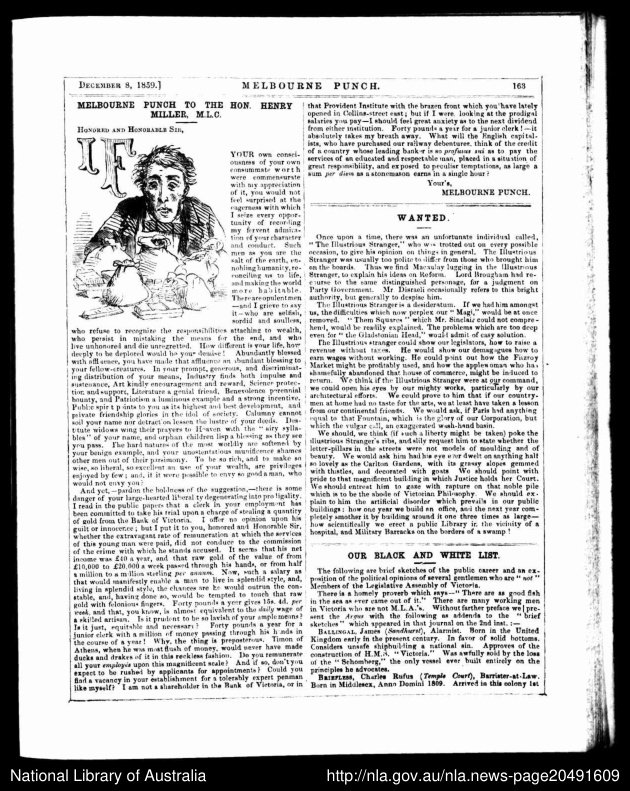 DECEMBER 8, 1859.]
MELBOURNE PUNCH.
163
MELBOURNE PUNCH TO THE HON. HENRY
MILLER, M.L.C.
HONORED AND HONORABLE SIR,
IF
YOUR own consci-
ousness of your own
consummate worth
were commensurate
with my appreciation
of it, you would not
feel surprised at the
eagerness with which
I seize every oppor-
tunity of recording
my fervent admira-
tion of your character
and conduct. Such
men as you are the
salt of the earth, en-
nobling humanity, re-
conciling us to life,
and making the world
more habitable.
There are opulent men
—and I grieve to say
it—who are selfish,
sordid and soulless,
who refuse to recognize the responsibilities attaching to wealth,
who persist in mistaking the means for the end, and who
live unhonored and die unregretted. How different is your life, how
deeply to be deplored would be your demise! Abundantly blessed
with affluence, you have made that affluence an abundant blessing to
your fellow-creatures. In your prompt, generous, and discriminat-
ing distribution of your means, Industry finds both impulse and
sustenance, Art kindly encouragement and reward, Science protec-
tion and support, Literature a genial friend, Benevolence perennial
bounty, and Patriotism a luminous example and a strong incentive.
Public spirit points to you as its highest and best development, and
private friendship glories in the idol of society. Calumny cannot
soil your name nor detraction lessen the lustre of your deeds. Des-
titute widows wing their prayers to Heaven with the "airy sylla-
bles" of your name, and orphan children lisp a blessing as they see
your benign example, and your unostentatious munificence shames
other men out of their parsimony. To be so rich, and to make so
wise, so liberal, so excellent an use of your wealth, are privileges
enjoyed by few; and, if it were possible to envy so good a man, who
would not envy you?
And yet,—pardon the boldness of the suggestion,—there is some
danger of your large-hearted liberality degenerating into prodigality.
I read in the public papers that a clerk in your employment has
been committed to take his trial upon a charge of stealing a quantity
of gold from the Bank of Victoria. I offer no opinion upon his
guilt or innocence; but I put it to you, honored and Honorable Sir,
whether the extravagant rate of remuneration at which the services
of this young man were paid, did not conduce to the commission
of the crime with which he stands accused. It seems that his net
income was £40 a year, and that raw gold of the value of from
£10,000 to £20,000 a week passed through his hands, or from half
a million to a million sterling per annum. Now, such a salary as
that would manifestly enable a man to live in splendid style, and,
living in splendid style, the chances are he would outrun the con-
stable, and, having done so, would be tempted to touch that raw
gold with felonious fingers. Forty pounds a year gives 15s. 4d. per
week, and that, you know, is almost equivalent to the daily wage of
a skilled artisan. Is it prudent to be so lavish of your emplaments?
Is it just, equitable and necessary? Forty pounds a year for a
junior clerk with a million of money passing through his hands in
the course of a year! Why, the thing is preposterous. Timon of
Athens, when he was most flush of money, would never have made
ducks and drakes of it in this reckless fashion. Do you remunerate
all your employés upon this magnificent scale? And if so, don't you
expect to be rushed by applicants for appointments? Could you
find a vacancy in your establishment for a tolerably expert penman
like myself? I am not a shareholder in the Bank of Victoria, or in
that Provident Institute with the brazen front which you have lately
opened in Collins-street east; but if I were, looking at the prodigal
salaries you pay—I should feel great anxiety as to the next dividend
from either institution. Forty pounds a year for a junior clerk!—it
absolutely takes my breath away. What will the English capital-
ists, who have purchased our railway debentures, think of the credit
of a country whose leading banker is so profusus sui as to pay the
services of an educated and respectable man, placed in a situation of
great responsibility, and exposed to peculiar temptations, as large a
sum per diem as a stonemason earns in a single hour?
Your's,
MELBOURNE PUNCH.
WANTED.
Once upon a time, there was an unfortunate individual called,
"The Illustrious Stranger," who was trotted out on every possible
occasion, to give his opinion on things in general. The Illustrious
Stranger was usually too polite to differ from those who brought him
on the boards. Thus we find Macaulay lugging in the Illustrious
Stranger, to explain his ideas on Reform. Lord Brougham had re-
course to the same distinguished personage, for a judgment on
Party Government. Mr Disraeli occasionally refers to this bright
authority, but generally to despise him.
The Illustrious Stranger is a desideratum. If we had him amongst
us, the difficulties which now perplex our "Magi," would be at once
removed. "Them Squares" which Mr. Sinclair could not compre-
hend, would be readily explained. The problems which are too deep
even for "the Gladstonian Intel," would admit of easy solution.
The Illustrious stranger could show our legislators, how to raise a
revenue without taxes. He would show our demagogues how to
earn wages without working. He could point out how the Fitzroy
Market might be profitably used, and how the apple woman who has
shamefully abandoned that house of commerce, might be induced to
return. We think if the Illustrious Stranger were at our command,
we could open his eyes by our mighty works, particularly by our
architectural efforts. We could prove to him that if our country-
men at home had no taste for the arts, we at least have taken a lesson
from our continental friends. We would ask, if Paris had anything
equal to that Fountain, which is the glory of our Corporation, but
which the vulgar call, an exaggerated wash-hand basin.
We should, we think (if such a liberty might be taken) poke the
illustrious Stranger's ribs, and slily request him to state whether the
letter-pillars in the streets were not models of moulding and of
beauty. We would ask him had his eye ever dwelt on anything half
so lovely as the Carlton Gardens, with its grassy slopes gemmed
with thistles, and decorated with goats We should point with
pride to that magnificent building in which Justice holds her Court.
We should entreat him to gaze with rapture on that noble pile
which is to be the abode of Victorian Philosophy. We should ex-
plain to him the artificial disorder which prevails in our public
buildings; how one year we build an office, and the next year com-
pletely smother it by building around it one three times as large—
how scientifically we erect a public Library in the vicinity of a
hospital, and Military Barracks on the borders of a swamp!
OUR BLACK AND WHITE LIST.
The following are brief sketches of the public career and an ex-
position of the political opinions of several gentlemen who are "not"
Members of the Legislative Assembly of Victoria.
There is a homely proverb which says—"There are as good fish
in the sea as ever came out of it." There are many working men
in Victoria who are not M.L.A.'s. Without farther preface we pre-
sent the Argus with the following as addenda to the "brief
sketches" which appeared in that journal on the 2nd inst.:—
BALLINGAL, James (Sandhurst), Alarmist. Born in the United
Kingdom early in the present century. In favor of solid bottoms.
Considers unsafe shipbuilding a national sin. Approves of the
construction of H.M.S. "Victoria." Was awfully sold by the loss
of the "Schomberg," the only vessel ever built entirely on the
principles he advocates.
BRIEFLESS, Charles Rufus (Temple Court), Barrister-at-Law.
Born in Middlesex, Anno Domini 1809. Arrived in this colony 1st
National Library of Australia
http://nla.gov.au/nla.news-page20491609